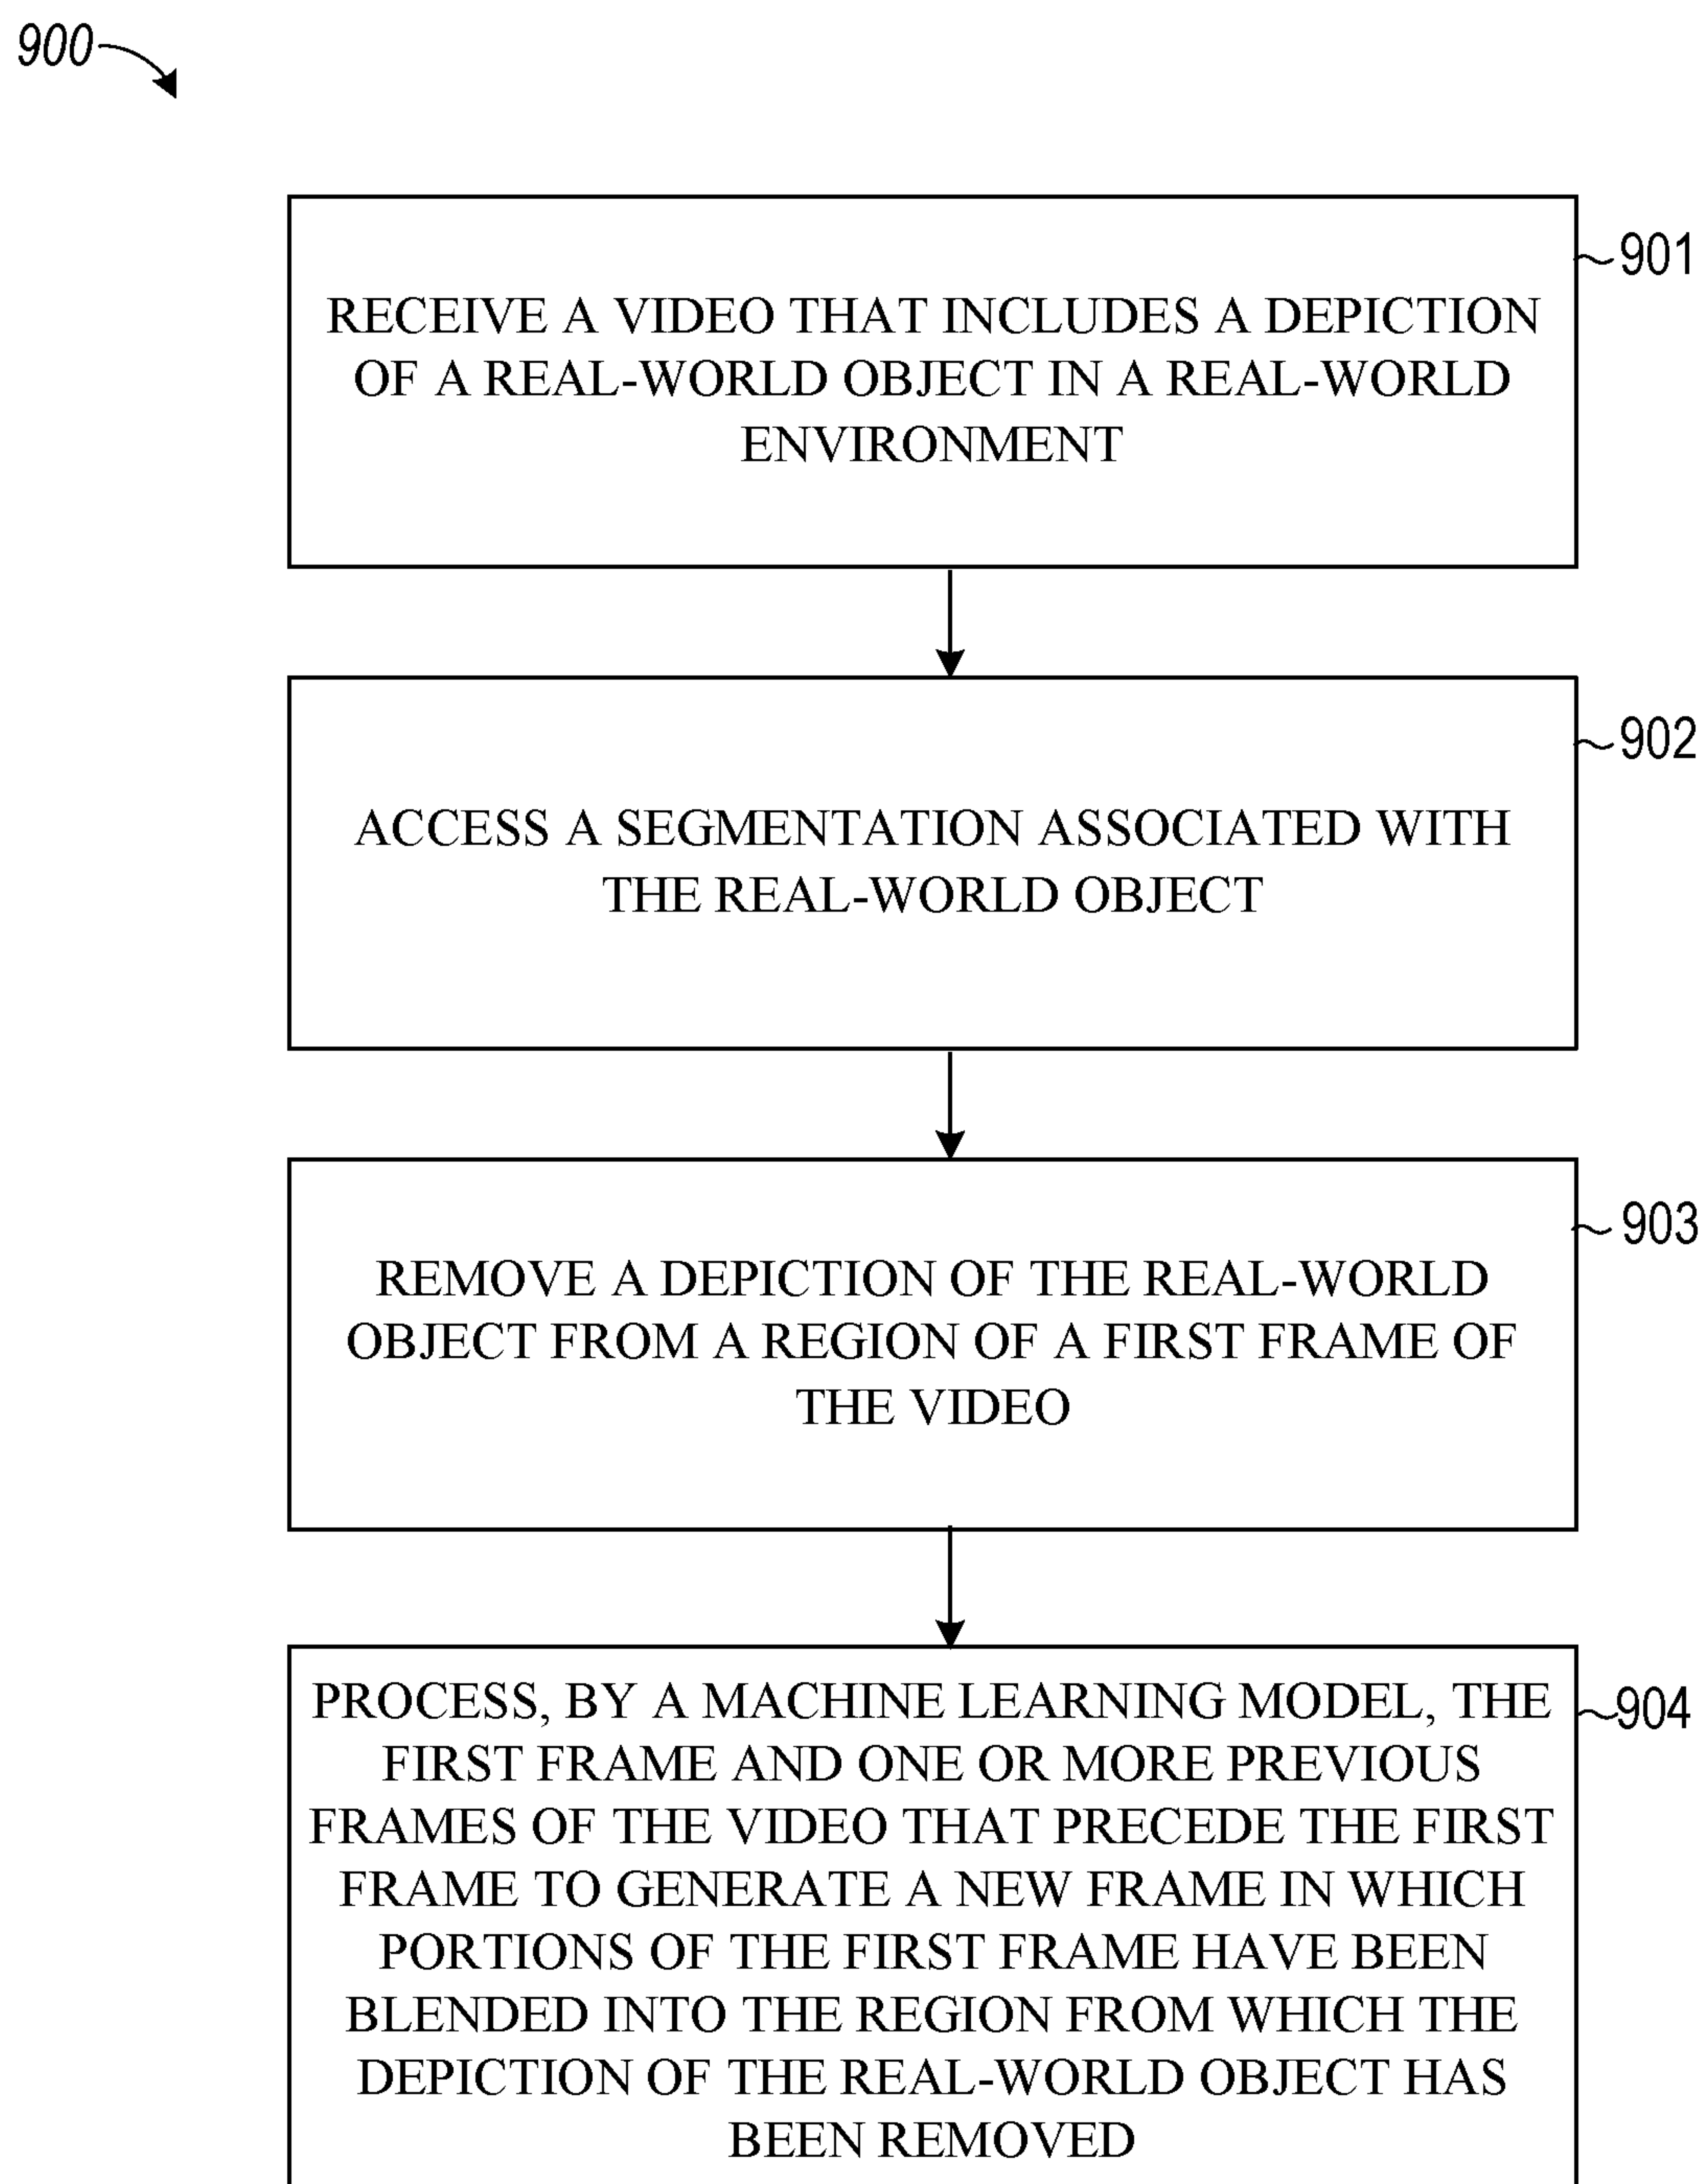 900
RECEIVE A VIDEO THAT INCLUDES A DEPICTION
OF A REAL-WORLD OBJECT IN A REAL-WORLD
ENVIRONMENT
901
ACCESS A SEGMENTATION ASSOCIATED WITH
THE REAL-WORLD OBJECT
902
REMOVE A DEPICTION OF THE REAL-WORLD
OBJECT FROM A REGION OF A FIRST FRAME OF
THE VIDEO
903
PROCESS, BY A MACHINE LEARNING MODEL, THE
FIRST FRAME AND ONE OR MORE PREVIOUS
FRAMES OF THE VIDEO THAT PRECEDE THE FIRST
FRAME TO GENERATE A NEW FRAME IN WHICH
PORTIONS OF THE FIRST FRAME HAVE BEEN
BLENDED INTO THE REGION FROM WHICH THE
DEPICTION OF THE REAL-WORLD OBJECT HAS
BEEN REMOVED
904